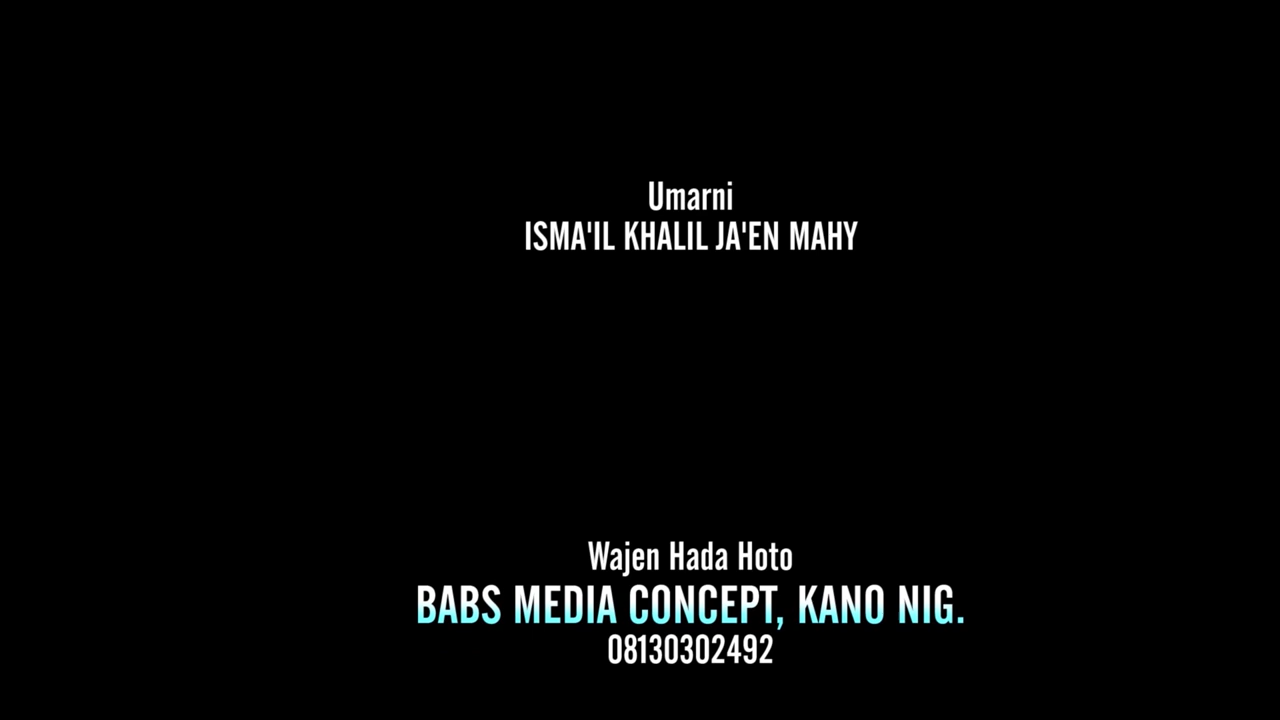 Umarni
ISMA'IL KHALIL JA'EN MAHY
Wajen Hada Hoto
BABS MEDIA CONCEPT, KANO NIG.
08130302492